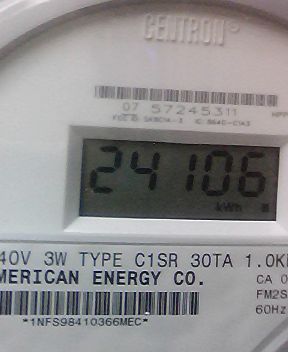 CENTRON®
07 57245311
24106
kWh
40V 3W TYPE C1SR 30TA 1.0K
MERICAN ENERGY CO.
CA 0
FM2S
60Hz
*1NFS98410366MEC*